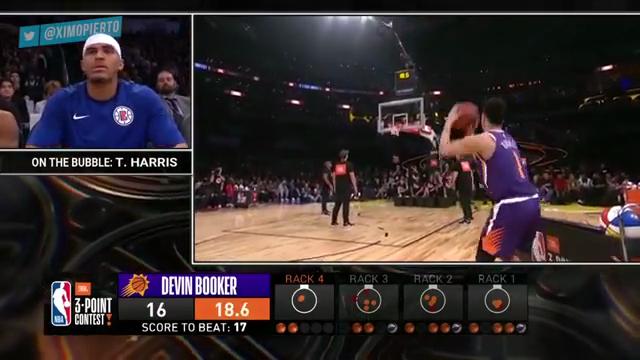 @XIMOPIERTO
ON THE BUBBLE: T. HARRIS
NBA
JBL
3-POINT
CONTEST
DEVIN BOOKER
16
18.6
SCORE TO BEAT: 17
RACK 4
RACK 3
RACK 2
RACK 1